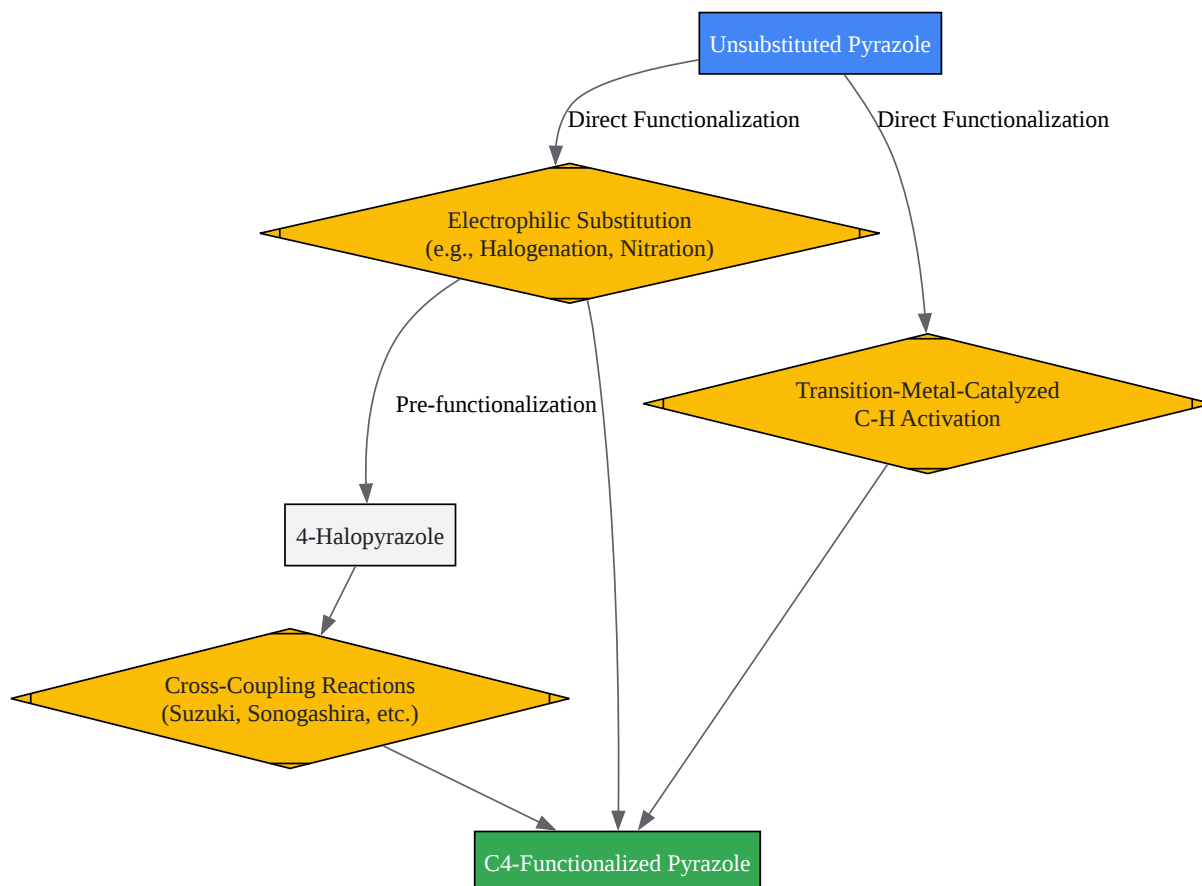 Unsubstituted Pyrazole
Direct Functionalization
Direct Functionalization
Electrophilic Substitution
(e.g., Halogenation, Nitration)
Transition-Metal-Catalyzed
C-H Activation
Pre-functionalization
4-Halopyrazole
Cross-Coupling Reactions
(Suzuki, Sonogashira, etc.)
C4-Functionalized Pyrazole